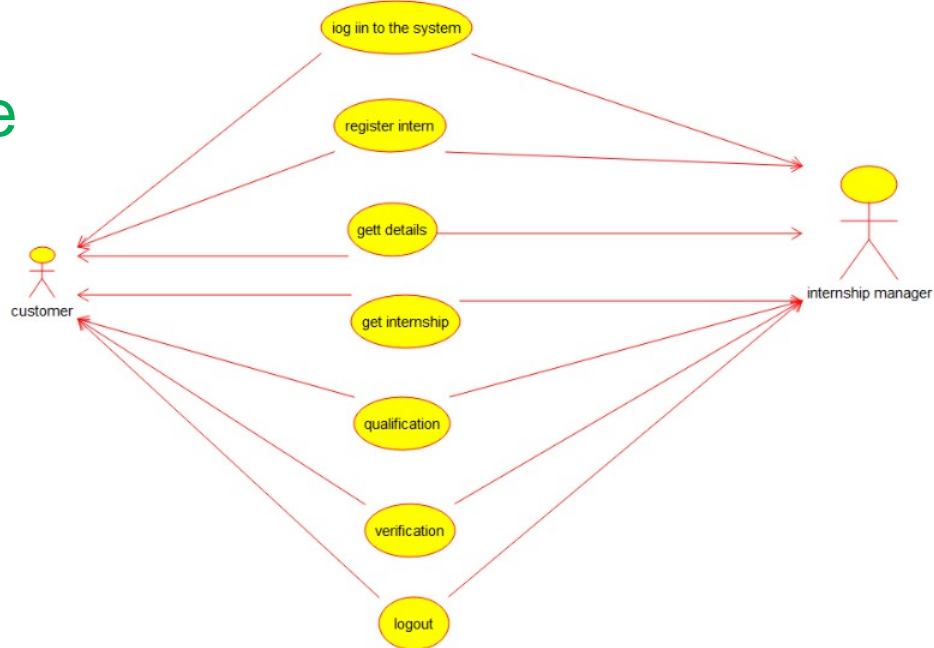 iog iin to the system
e
register intern
gett details
customer
internship manager
get internship
qualification
verification
logout